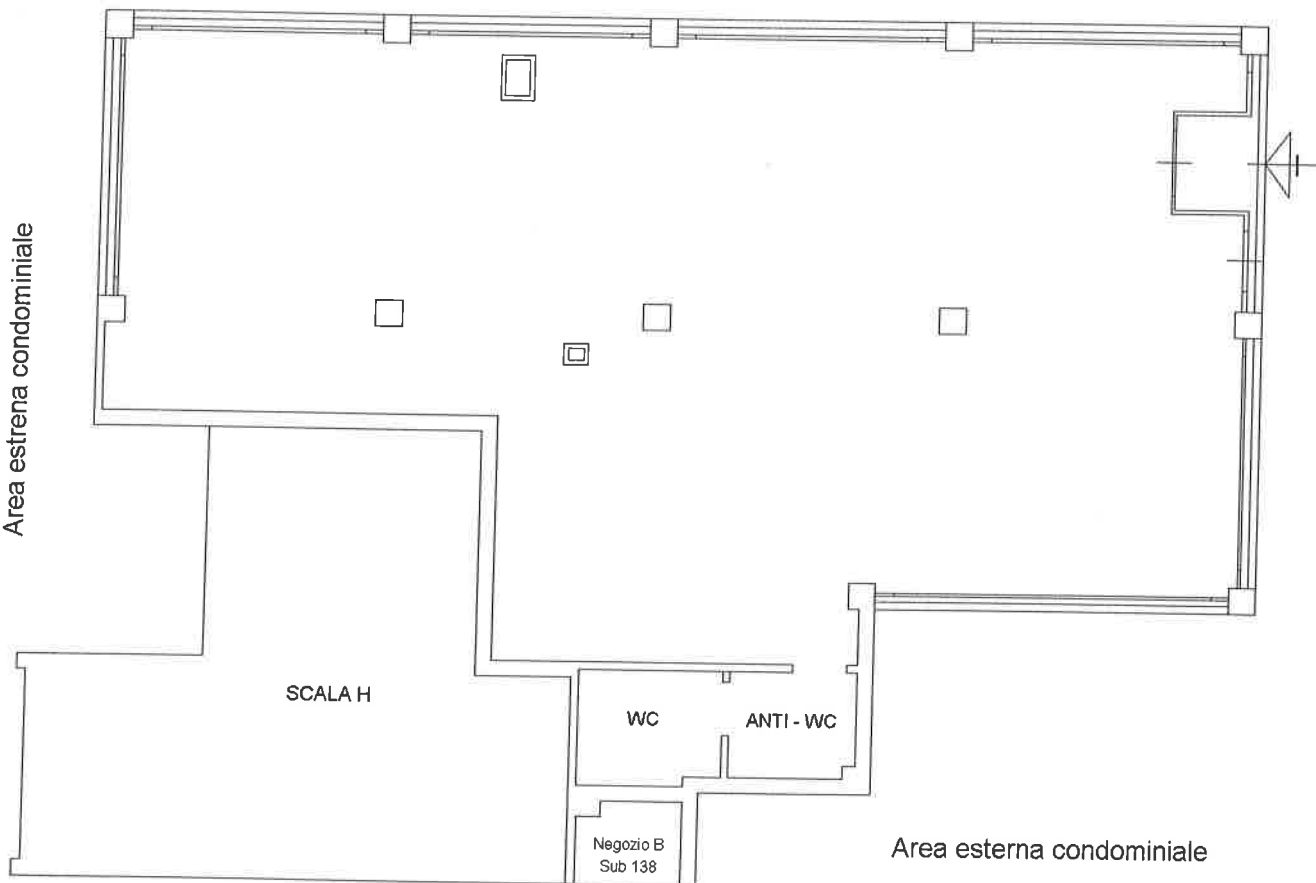 Area estrena condominiale
SCALA H
WC
ANTI - WC
Negozio B
Sub 138
Area esterna condominiale